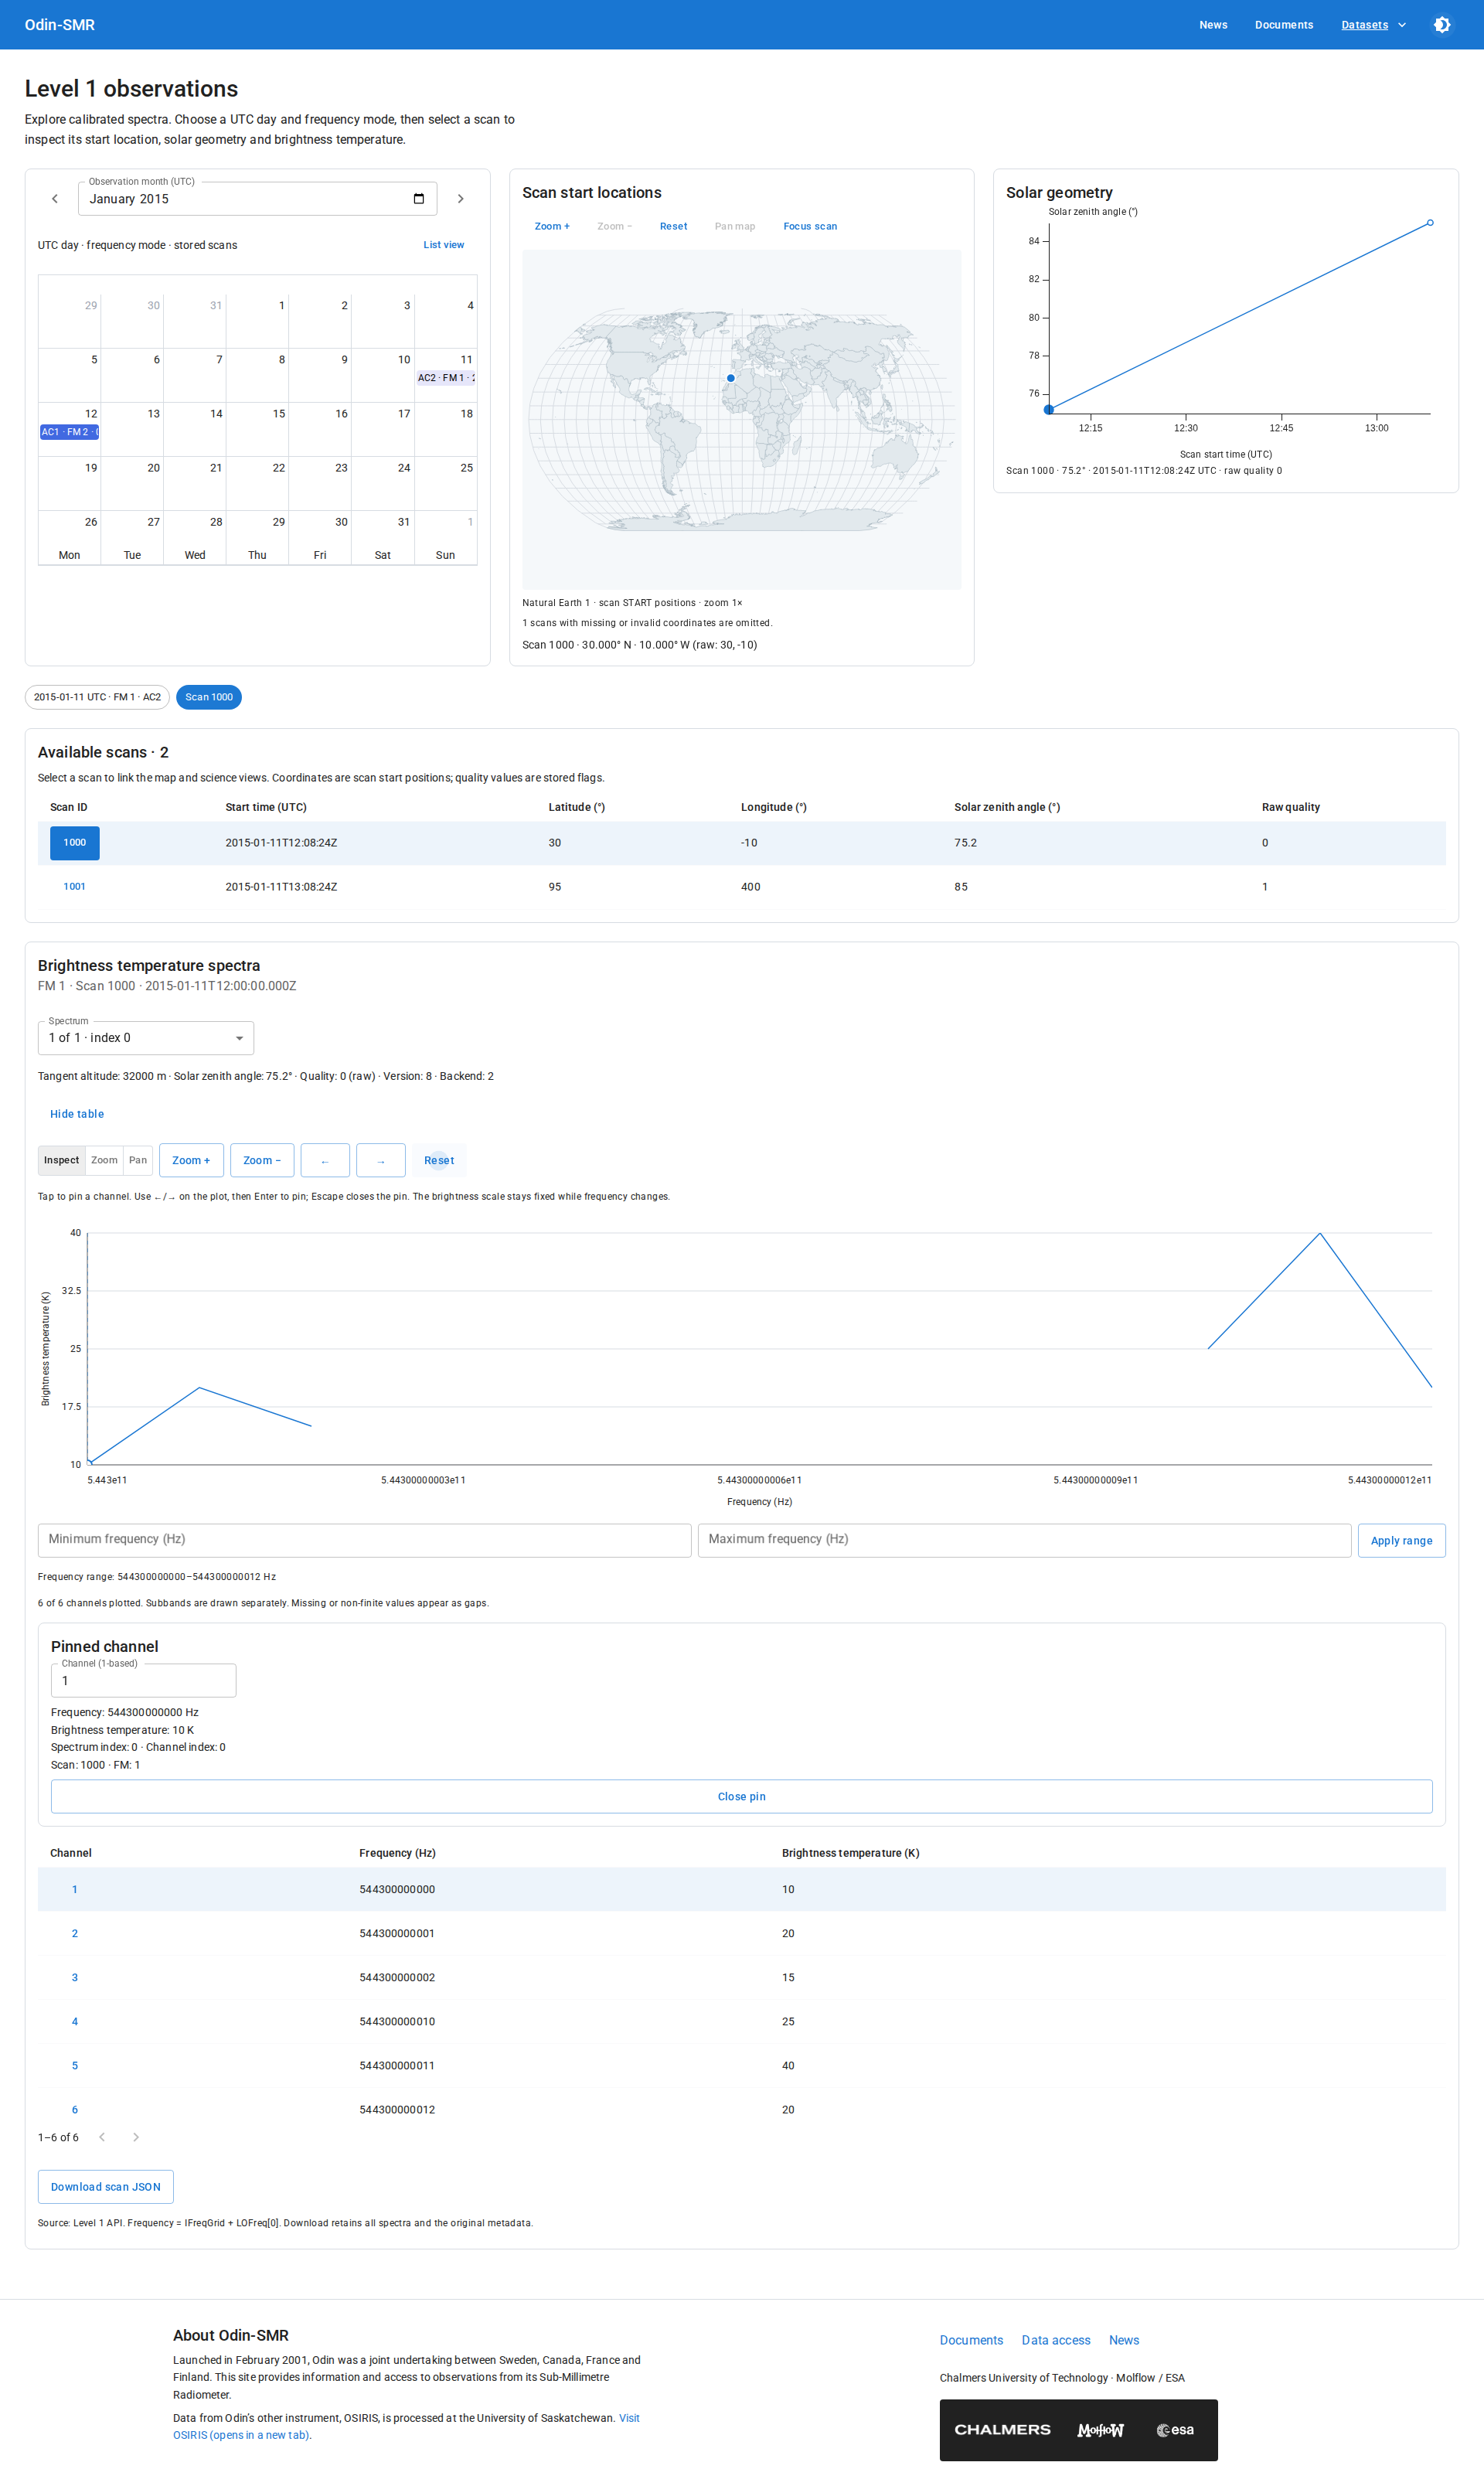 Odin-SMR
News Documents Datasets
Level 1 observations
Explore calibrated spectra. Choose a UTC day and frequency mode, then select a scan to
inspect its start location, solar geometry and brightness temperature.
Observation month (UTC)
January 2015
UTC day · frequency mode · stored scans
List view
29 30 31 1 2 3 4
5 6 7 8 9 10 11
AC2 · FM 1 · 2
12 13 14 15 16 17 18
AC1 · FM 2 · 0
19 20 21 22 23 24 25
26 27 28 29 30 31 1
Mon Tue Wed Thu Fri Sat Sun
Scan start locations
Zoom + Zoom − Reset Pan map Focus scan
Natural Earth 1 · scan START positions · zoom 1×
1 scans with missing or invalid coordinates are omitted.
Scan 1000 · 30.000° N · 10.000° W (raw: 30, -10)
Solar geometry
Solar zenith angle (°)
84
82
80
78
76
12:15 12:30 12:45 13:00
Scan start time (UTC)
Scan 1000 · 75.2° · 2015-01-11T12:08:24Z UTC · raw quality 0
2015-01-11 UTC · FM 1 · AC2 Scan 1000
Available scans · 2
Select a scan to link the map and science views. Coordinates are scan start positions; quality values are stored flags.
Scan ID Start time (UTC) Latitude (°) Longitude (°) Solar zenith angle (°) Raw quality
1000 2015-01-11T12:08:24Z 30 -10 75.2 0
1001 2015-01-11T13:08:24Z 95 400 85 1
Brightness temperature spectra
FM 1 · Scan 1000 · 2015-01-11T12:00:00.000Z
Spectrum
1 of 1 · index 0
Tangent altitude: 32000 m · Solar zenith angle: 75.2° · Quality: 0 (raw) · Version: 8 · Backend: 2
Hide table
Inspect Zoom Pan Zoom + Zoom − ← → Reset
Tap to pin a channel. Use ←/→ on the plot, then Enter to pin; Escape closes the pin. The brightness scale stays fixed while frequency changes.
Brightness temperature (K)
40
32.5
25
17.5
10
5.443e11 5.44300000003e11 5.44300000006e11 5.44300000009e11 5.44300000012e11
Frequency (Hz)
Minimum frequency (Hz) Maximum frequency (Hz) Apply range
Frequency range: 544300000000–544300000012 Hz
6 of 6 channels plotted. Subbands are drawn separately. Missing or non-finite values appear as gaps.
Pinned channel
Channel (1-based)
1
Frequency: 544300000000 Hz
Brightness temperature: 10 K
Spectrum index: 0 · Channel index: 0
Scan: 1000 · FM: 1
Close pin
Channel Frequency (Hz) Brightness temperature (K)
1 544300000000 10
2 544300000001 20
3 544300000002 15
4 544300000010 25
5 544300000011 40
6 544300000012 20
1–6 of 6
Download scan JSON
Source: Level 1 API. Frequency = IFreqGrid + LOFreq[0]. Download retains all spectra and the original metadata.
About Odin-SMR
Launched in February 2001, Odin was a joint undertaking between Sweden, Canada, France and
Finland. This site provides information and access to observations from its Sub-Millimetre
Radiometer.
Data from Odin's other instrument, OSIRIS, is processed at the University of Saskatchewan. Visit
OSIRIS (opens in a new tab).
Documents Data access News
Chalmers University of Technology · Molflow / ESA
CHALMERS Molflow esa